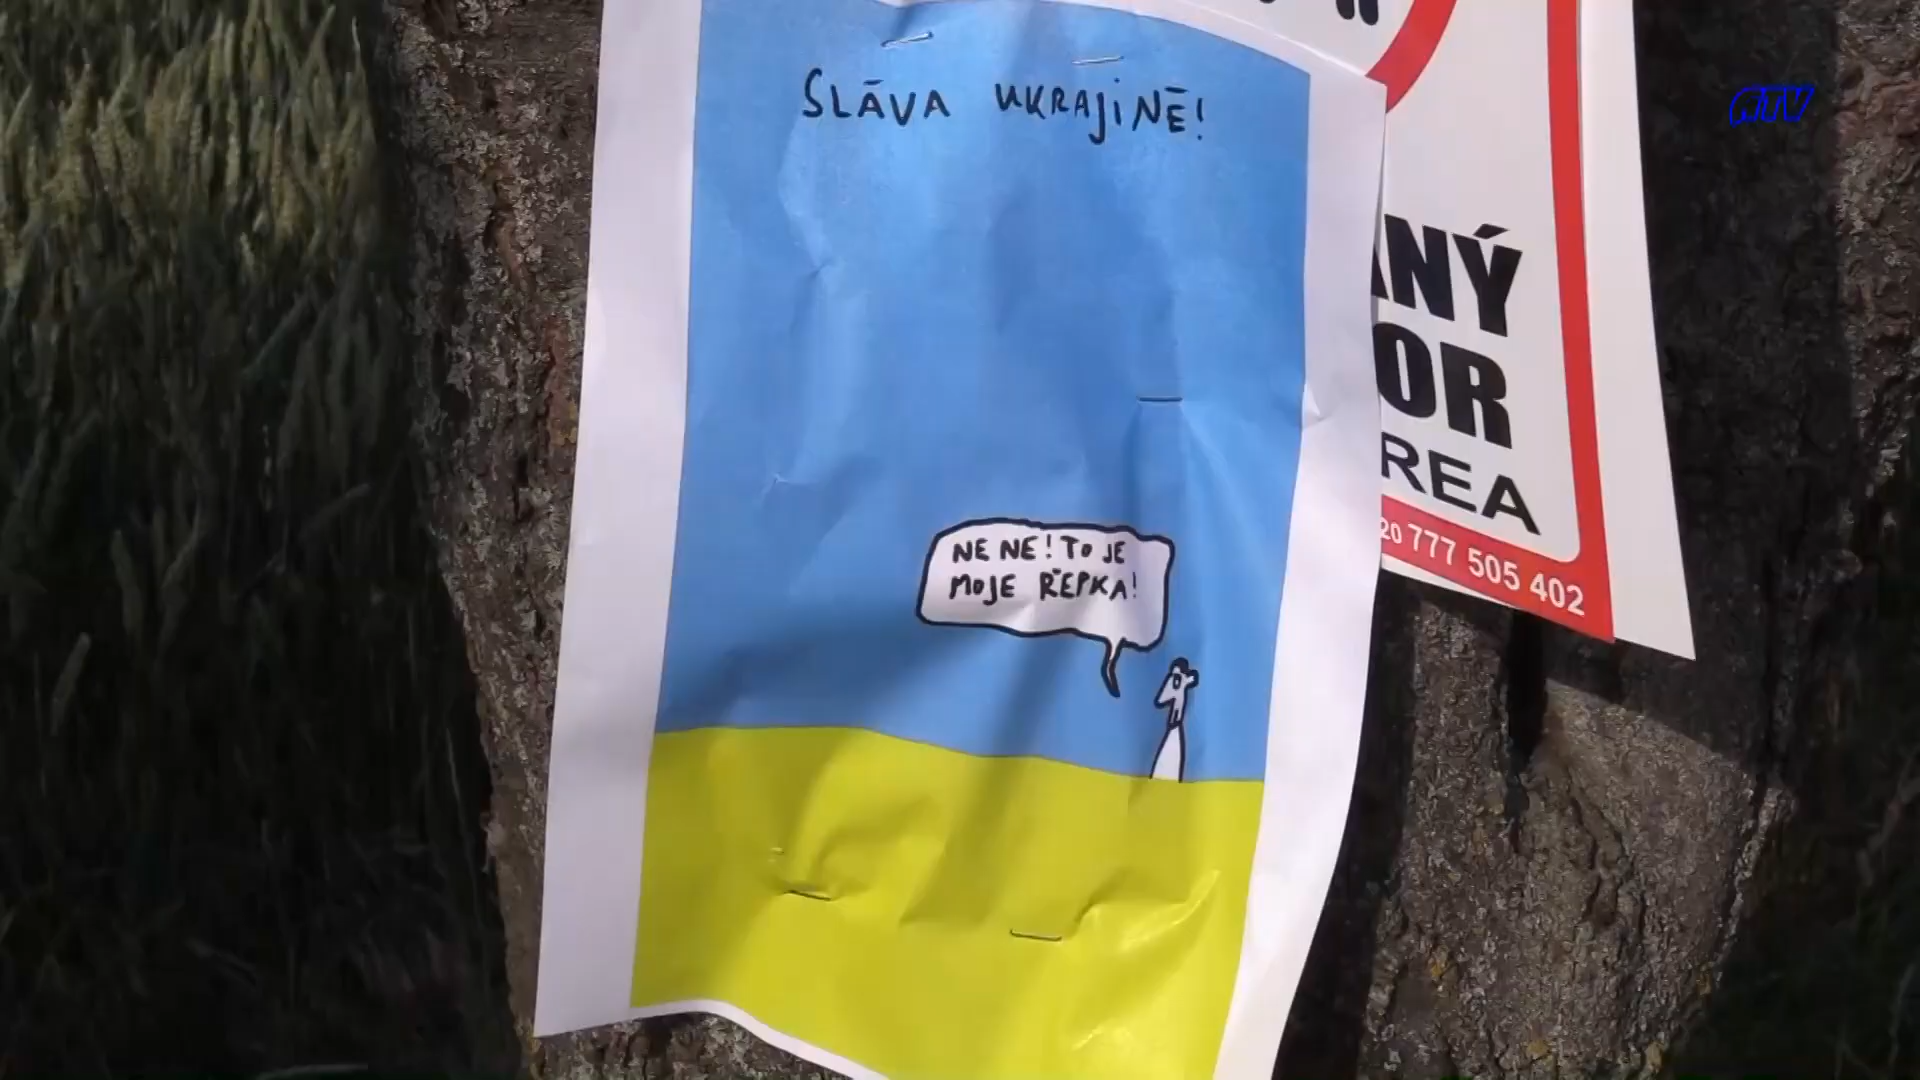 SLÁVA UKRAJINĚ!
NE NE! TO JE
MOJE ŘEPKA!
ANÝ
OR
REA
20 777 505 402
ATV